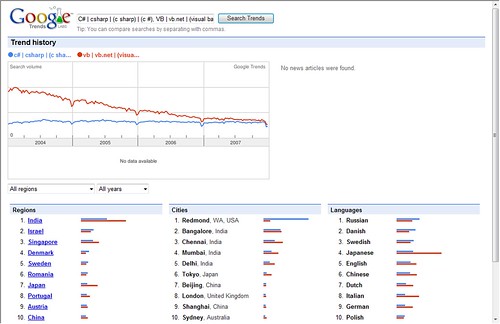 Google
Trends Labs
C# | csharp | (c sharp) | (c #), VB | vb.net | (visual ba
Search Trends
Tip: You can compare searches by separating with commas.
Trend history
c# | csharp | (c sha... vb | vb.net | (visua...
Search volume Google Trends
No news articles were found.
0
2004 2005 2006 2007
No data available
All regions All years
Regions Cities Languages
1. India 1. Redmond, WA, USA 1. Russian
2. Israel 2. Bangalore, India 2. Danish
3. Singapore 3. Chennai, India 3. Swedish
4. Denmark 4. Mumbai, India 4. Japanese
5. Sweden 5. Delhi, India 5. English
6. Romania 6. Tokyo, Japan 6. Chinese
7. Japan 7. Beijing, China 7. Dutch
8. Portugal 8. London, United Kingdom 8. Italian
9. Austria 9. Shanghai, China 9. German
10. China 10. Sydney, Australia 10. Polish